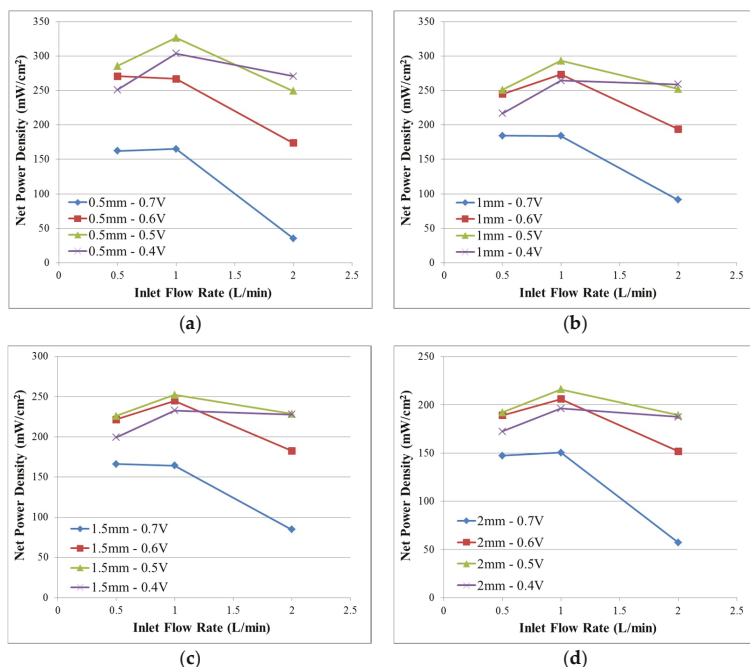 350
300
250
200
150
100
50
0
0 0.5 1 1.5 2 2.5
Net Power Density (mW/cm²)
Inlet Flow Rate (L/min)
0.5mm - 0.7V
0.5mm - 0.6V
0.5mm - 0.5V
0.5mm - 0.4V
(a)
350
300
250
200
150
100
50
0
0 0.5 1 1.5 2 2.5
Net Power Density (mW/cm²)
Inlet Flow Rate (L/min)
1mm - 0.7V
1mm - 0.6V
1mm - 0.5V
1mm - 0.4V
(b)
300
250
200
150
100
50
0
0 0.5 1 1.5 2 2.5
Net Power Density (mW/cm²)
Inlet Flow Rate (L/min)
1.5mm - 0.7V
1.5mm - 0.6V
1.5mm - 0.5V
1.5mm - 0.4V
(c)
250
200
150
100
50
0
0 0.5 1 1.5 2 2.5
Net Power Density (mW/cm²)
Inlet Flow Rate (L/min)
2mm - 0.7V
2mm - 0.6V
2mm - 0.5V
2mm - 0.4V
(d)